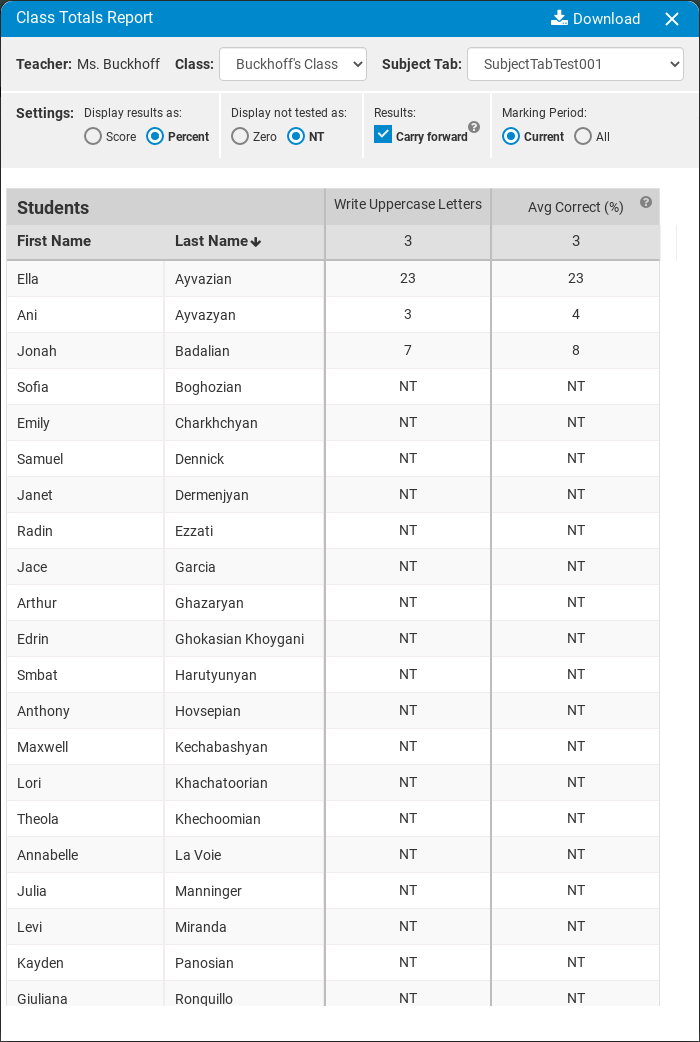 Class Totals Report Download
Teacher: Ms. Buckhoff Class: Buckhoff's Class Subject Tab: SubjectTabTest001
Settings: Display results as: Display not tested as: Results: Marking Period:
Score Percent Zero NT Carry forward ? Current All
Students Write Uppercase Letters Avg Correct (%) ?
First Name Last Name 3 3
Ella Ayvazian 23 23
Ani Ayvazyan 3 4
Jonah Badalian 7 8
Sofia Boghozian NT NT
Emily Charkhchyan NT NT
Samuel Dennick NT NT
Janet Dermenjyan NT NT
Radin Ezzati NT NT
Jace Garcia NT NT
Arthur Ghazaryan NT NT
Edrin Ghokasian Khoygani NT NT
Smbat Harutyunyan NT NT
Anthony Hovsepian NT NT
Maxwell Kechabashyan NT NT
Lori Khachatoorian NT NT
Theola Khechoomian NT NT
Annabelle La Voie NT NT
Julia Manninger NT NT
Levi Miranda NT NT
Kayden Panosian NT NT
Giuliana Ronquillo NT NT